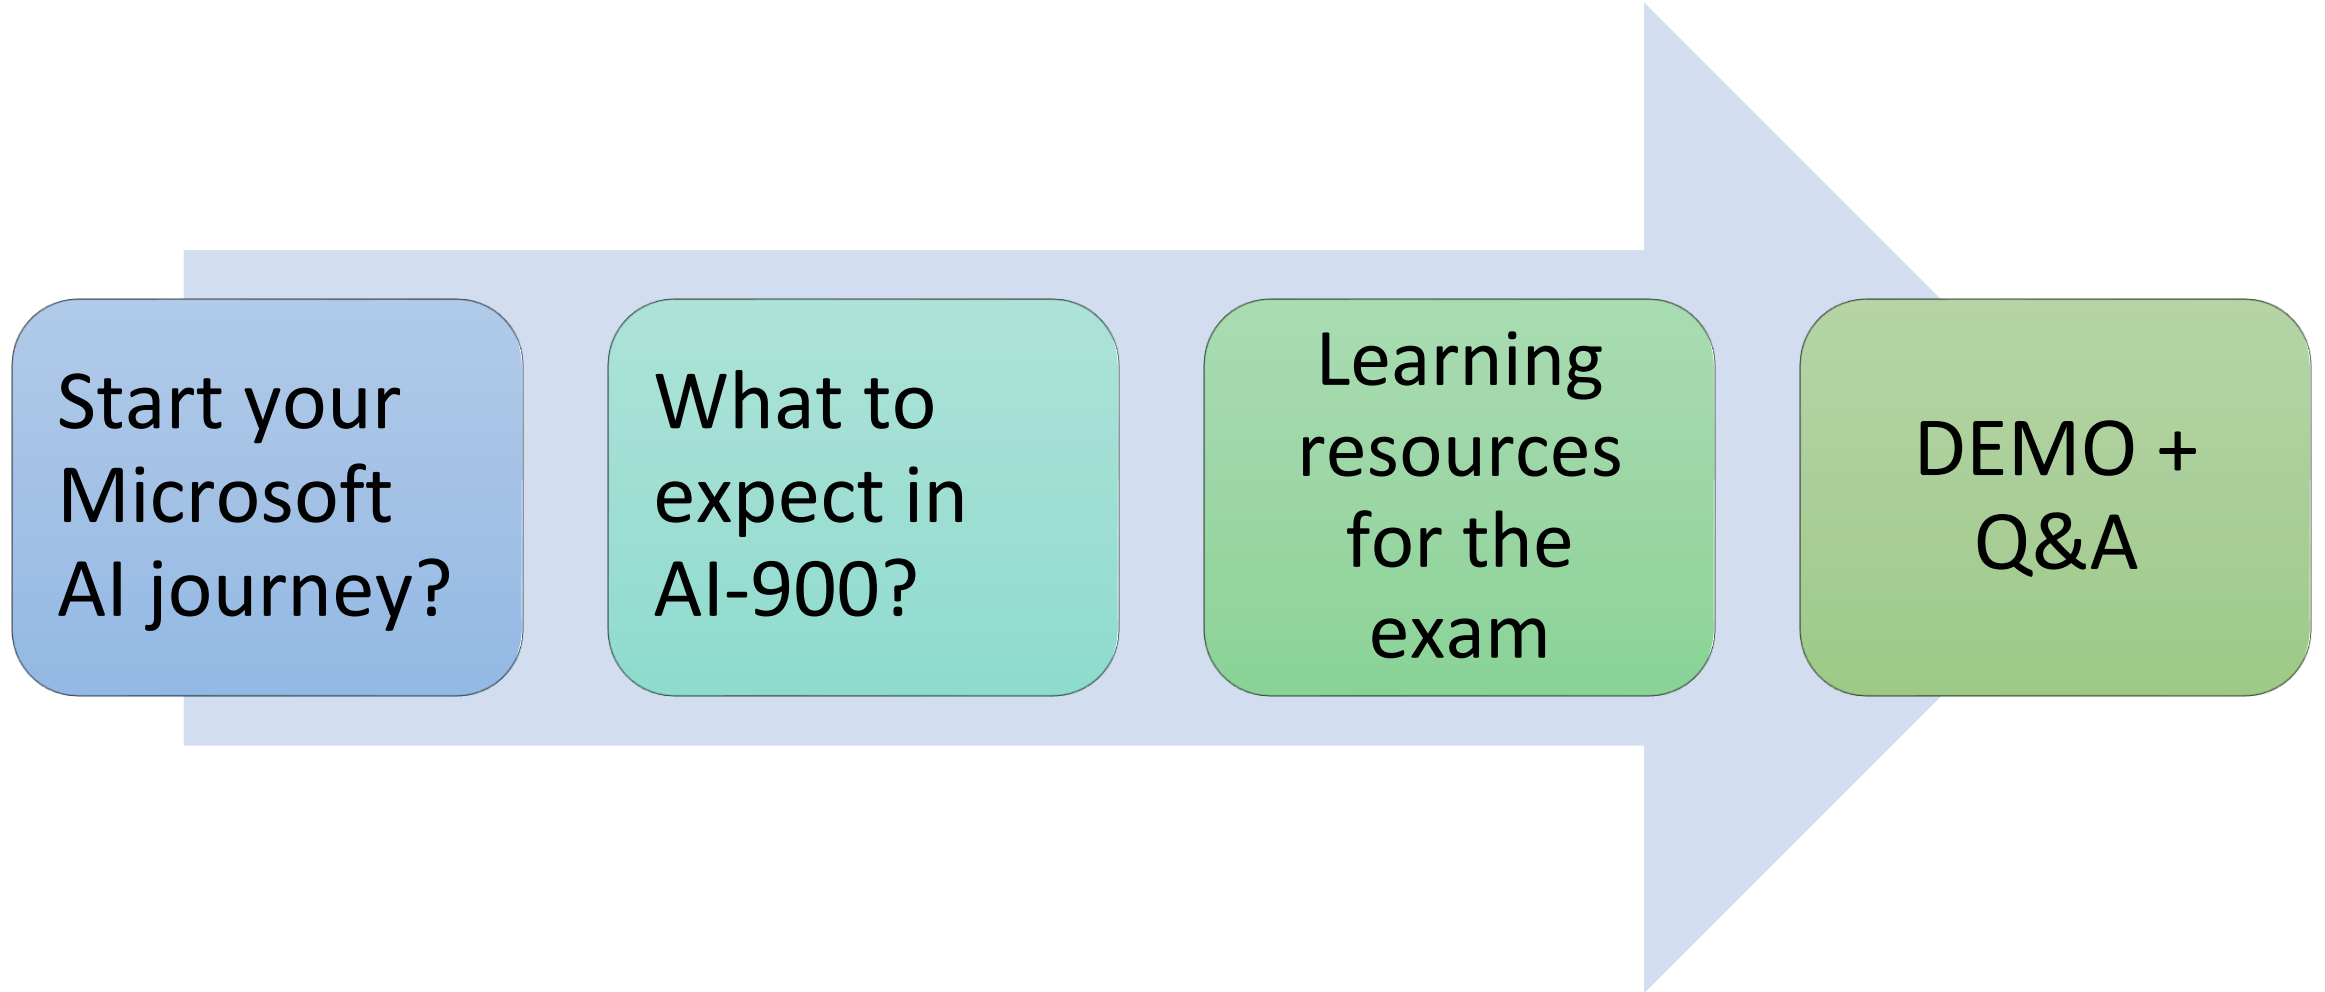 Start your
Microsoft
AI journey?
What to
expect in
AI-900?
Learning
resources
for the
exam
DEMO +
Q&A